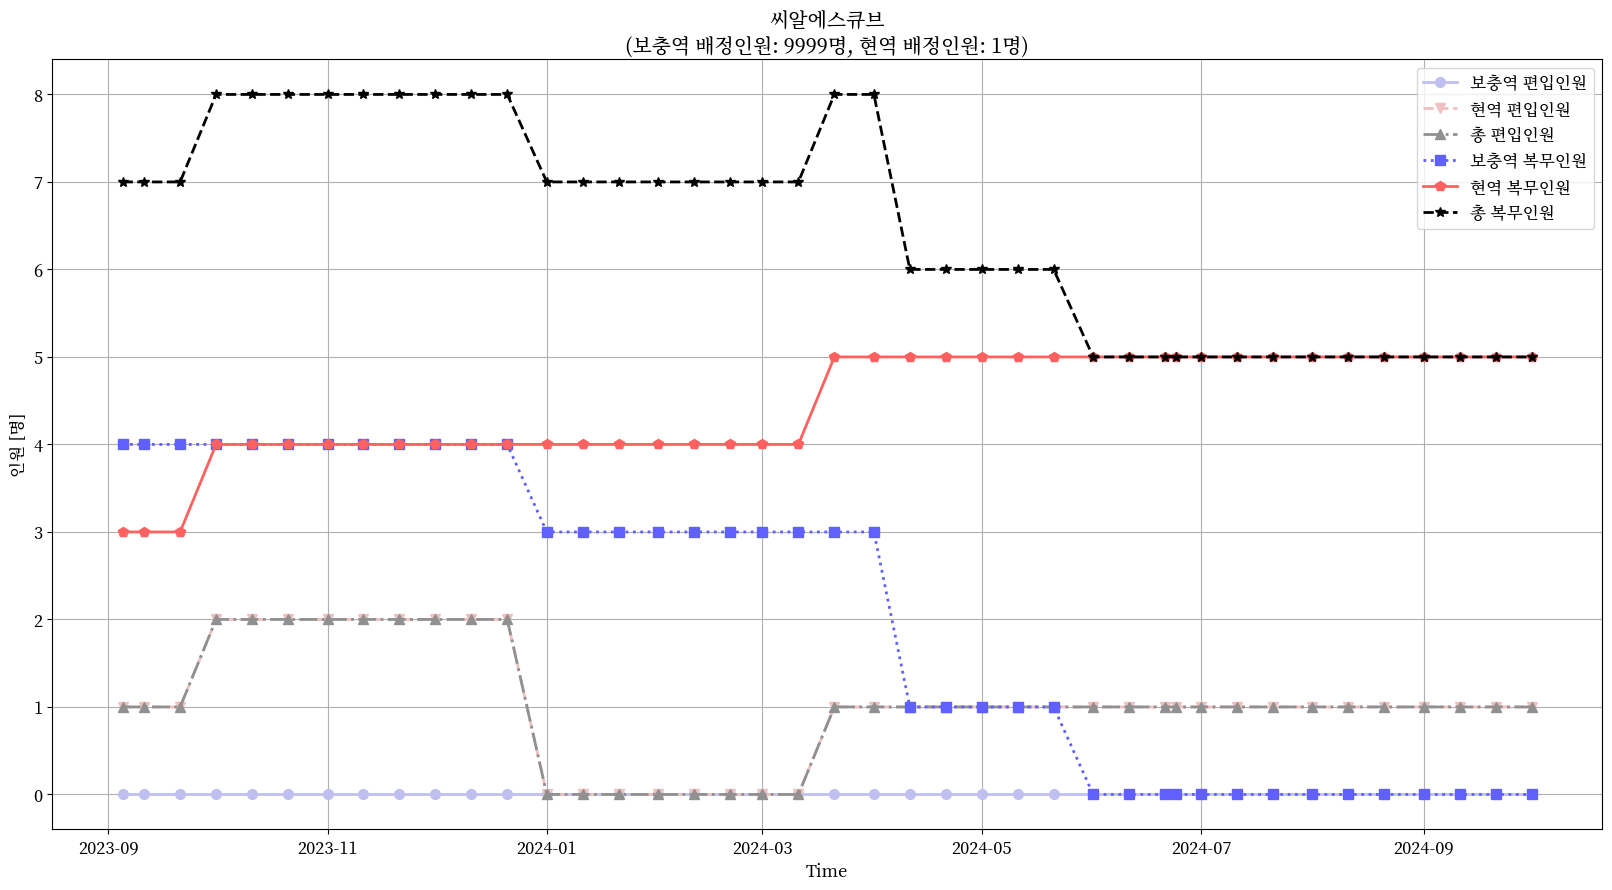 씨알에스큐브
(보충역 배정인원: 9999명, 현역 배정인원: 1명)
보충역 편입인원
현역 편입인원
총 편입인원
보충역 복무인원
현역 복무인원
총 복무인원
인원 [명]
8
7
6
5
4
3
2
1
0
2023-09
2023-11
2024-01
2024-03
2024-05
2024-07
2024-09
Time